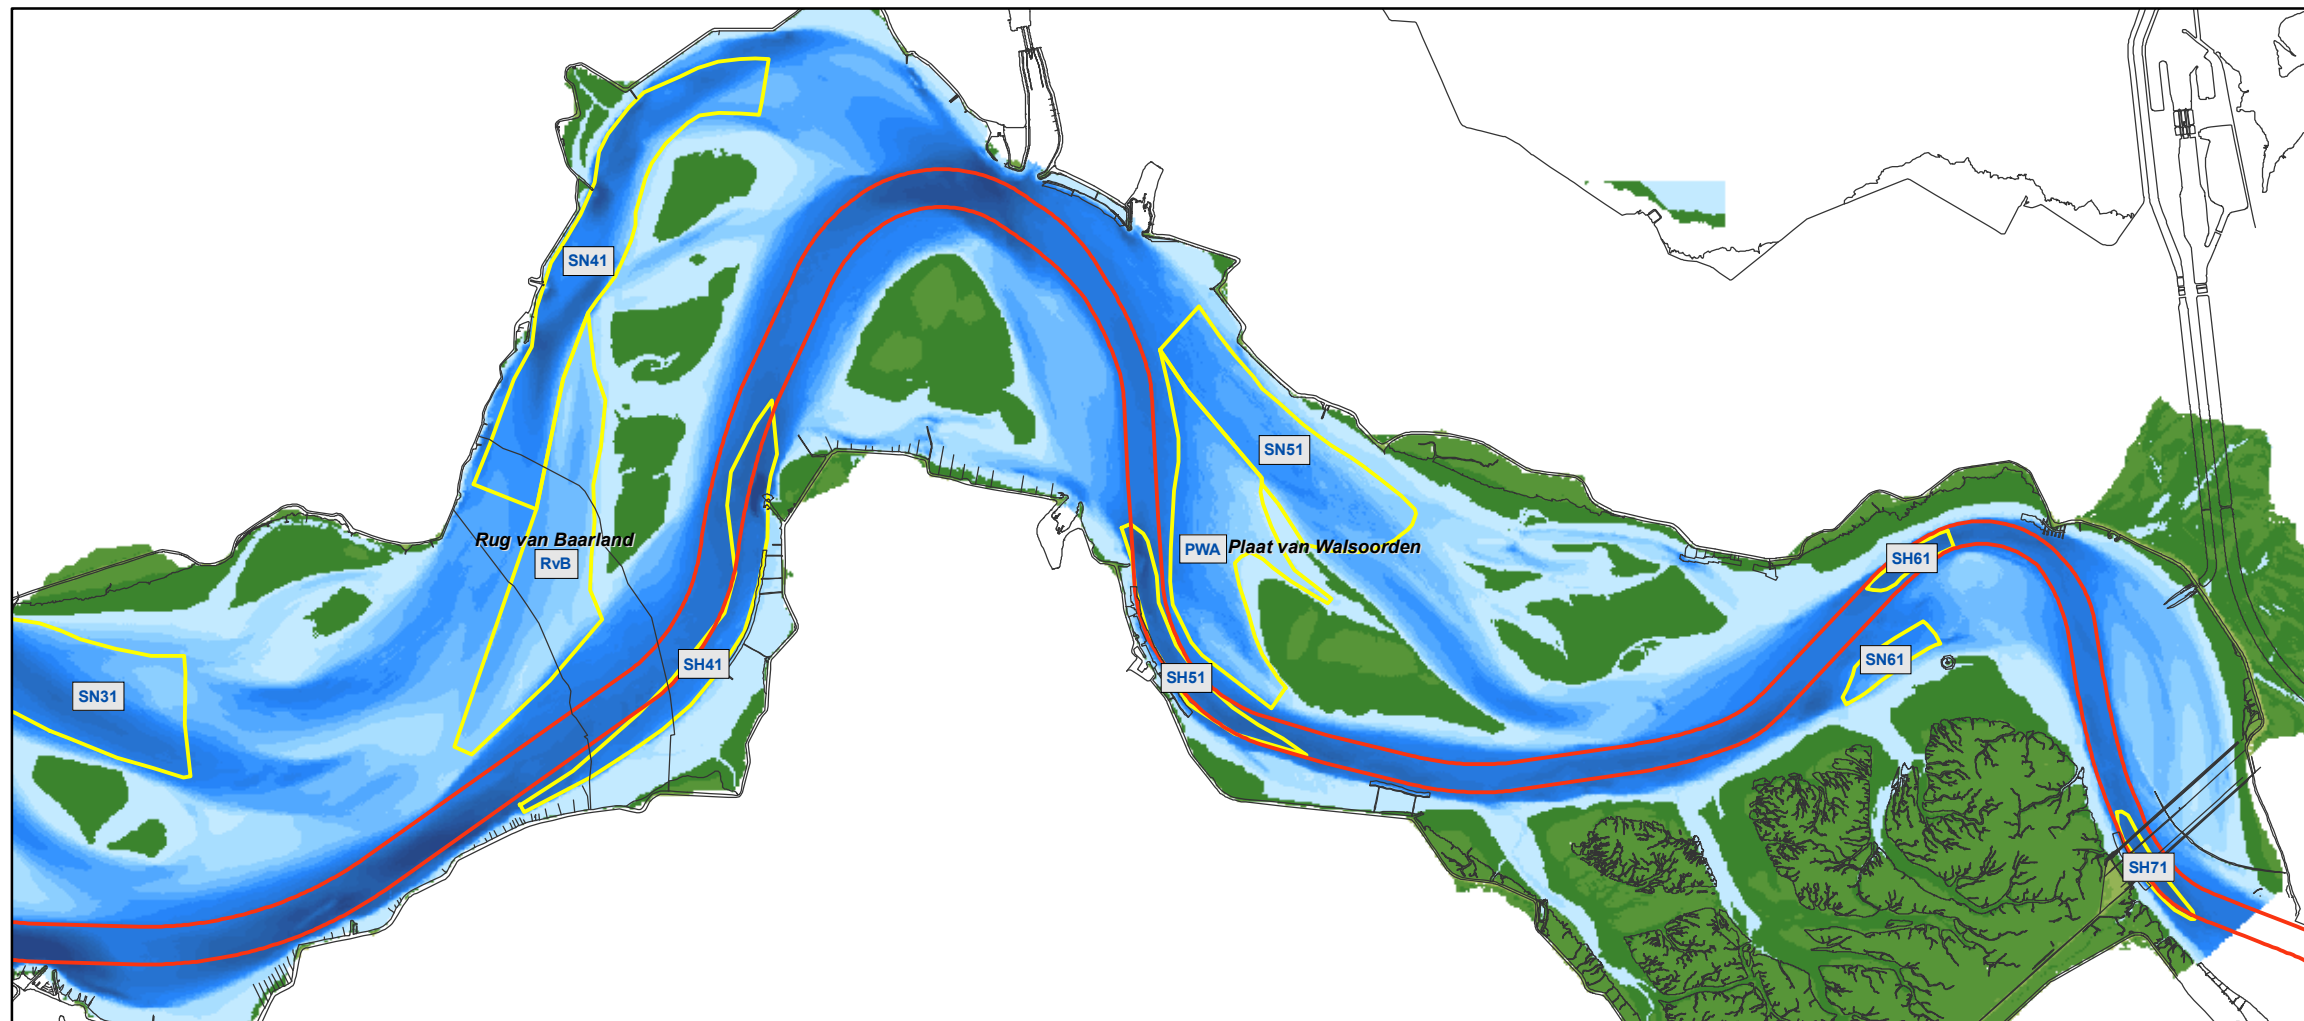 SN41
SN51
Rug van Baarland
PWA
Plaat van Walsoorden
RvB
SH61
SH41
SN61
SH51
SN31
SH71